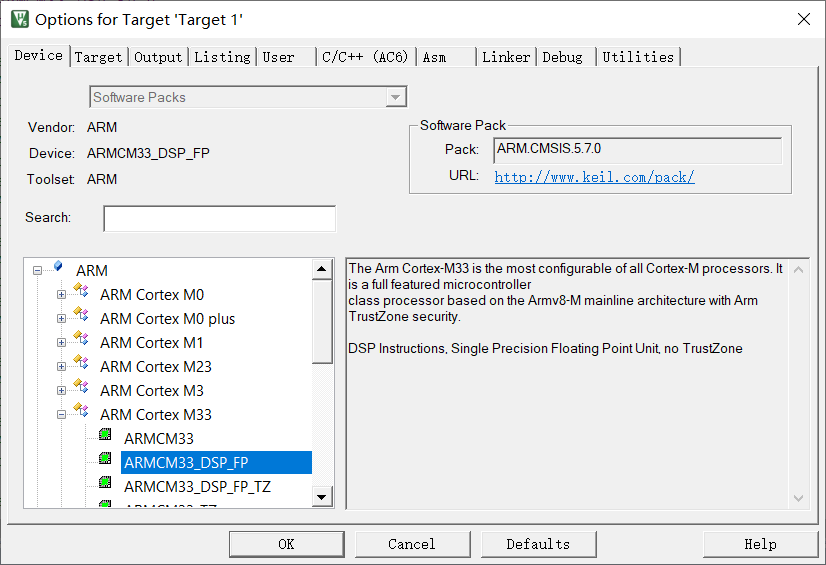 Options for Target 'Target 1'
Device Target Output Listing User C/C++ (AC6) Asm Linker Debug Utilities
Software Packs
Vendor: ARM
Device: ARMCM33_DSP_FP
Toolset: ARM
Search:
Software Pack
Pack: ARM.CMSIS.5.7.0
URL: http://www.keil.com/pack/
ARM
ARM Cortex M0
ARM Cortex M0 plus
ARM Cortex M1
ARM Cortex M23
ARM Cortex M3
ARM Cortex M33
ARMCM33
ARMCM33_DSP_FP
ARMCM33_DSP_FP_TZ
The Arm Cortex-M33 is the most configurable of all Cortex-M processors. It
is a full featured microcontroller
class processor based on the Armv8-M mainline architecture with Arm
TrustZone security.
DSP Instructions, Single Precision Floating Point Unit, no TrustZone
OK Cancel Defaults Help